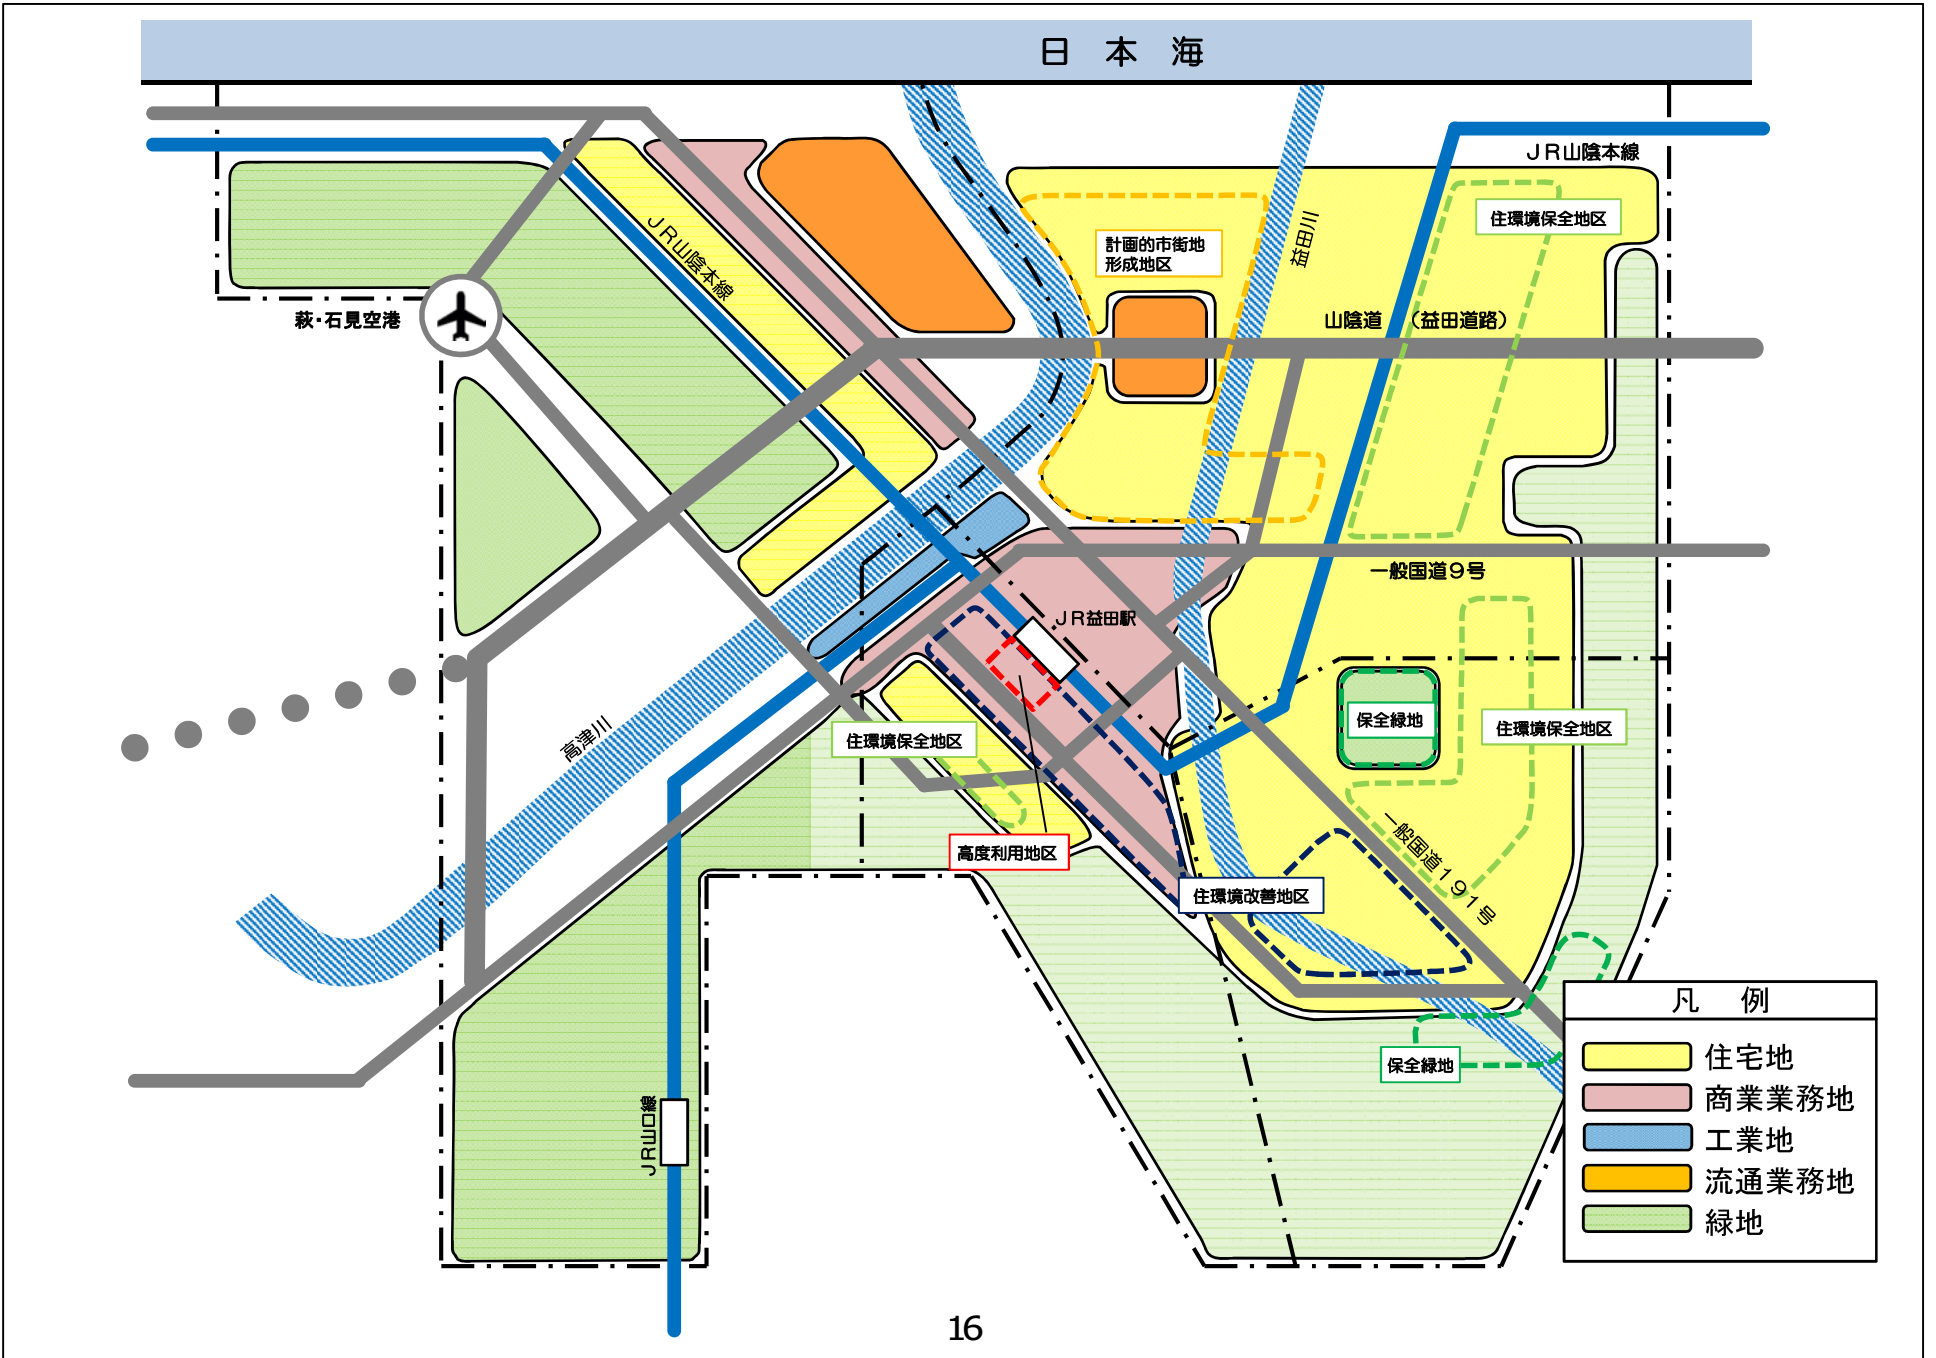 日 本 海
JR山陰本線
住環境保全地区
JR山陰本線
益田川
計画的市街地
形成地区
萩・石見空港
山陰道 (益田道路)
一般国道9号
JR益田駅
高津川
住環境保全地区
保全緑地
住環境保全地区
高度利用地区
一般国道191号
住環境改善地区
保全緑地
JR山口線
凡 例
住宅地
商業業務地
工業地
流通業務地
緑地
16